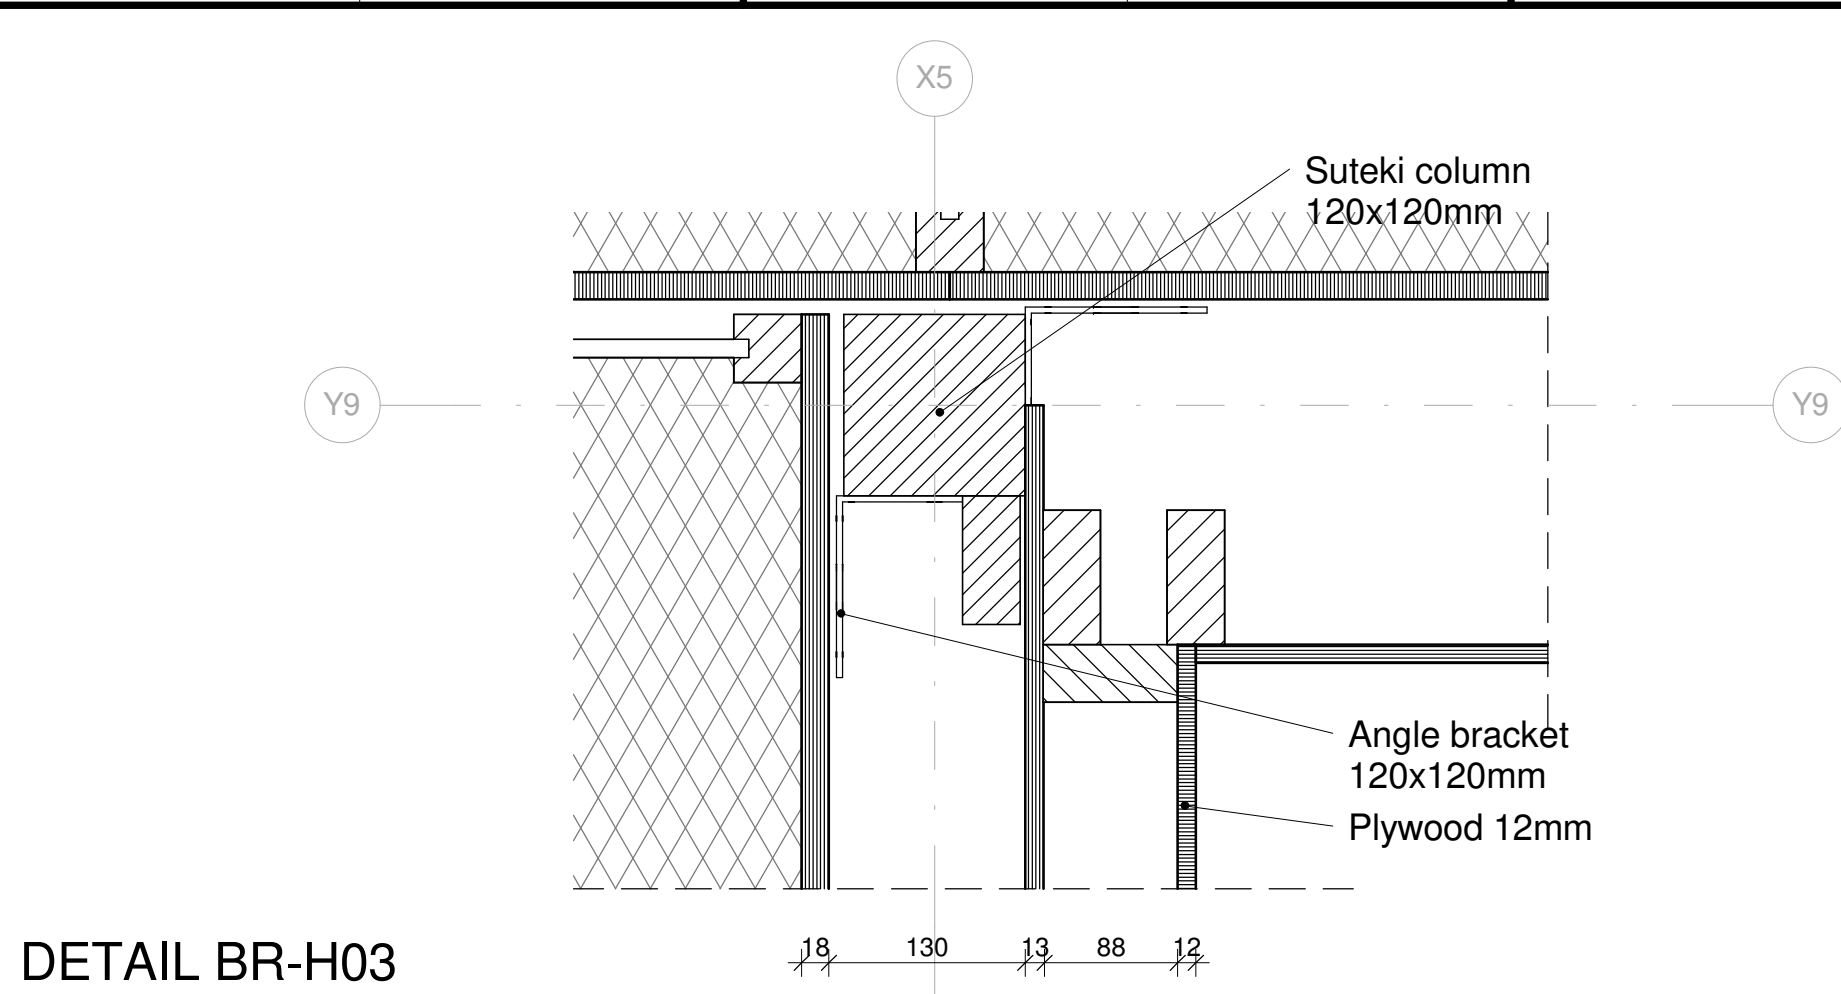 X5
Suteki column
120x120mm
Y9
Y9
Angle bracket
120x120mm
Plywood 12mm
18 130 13 88 12
DETAIL BR-H03